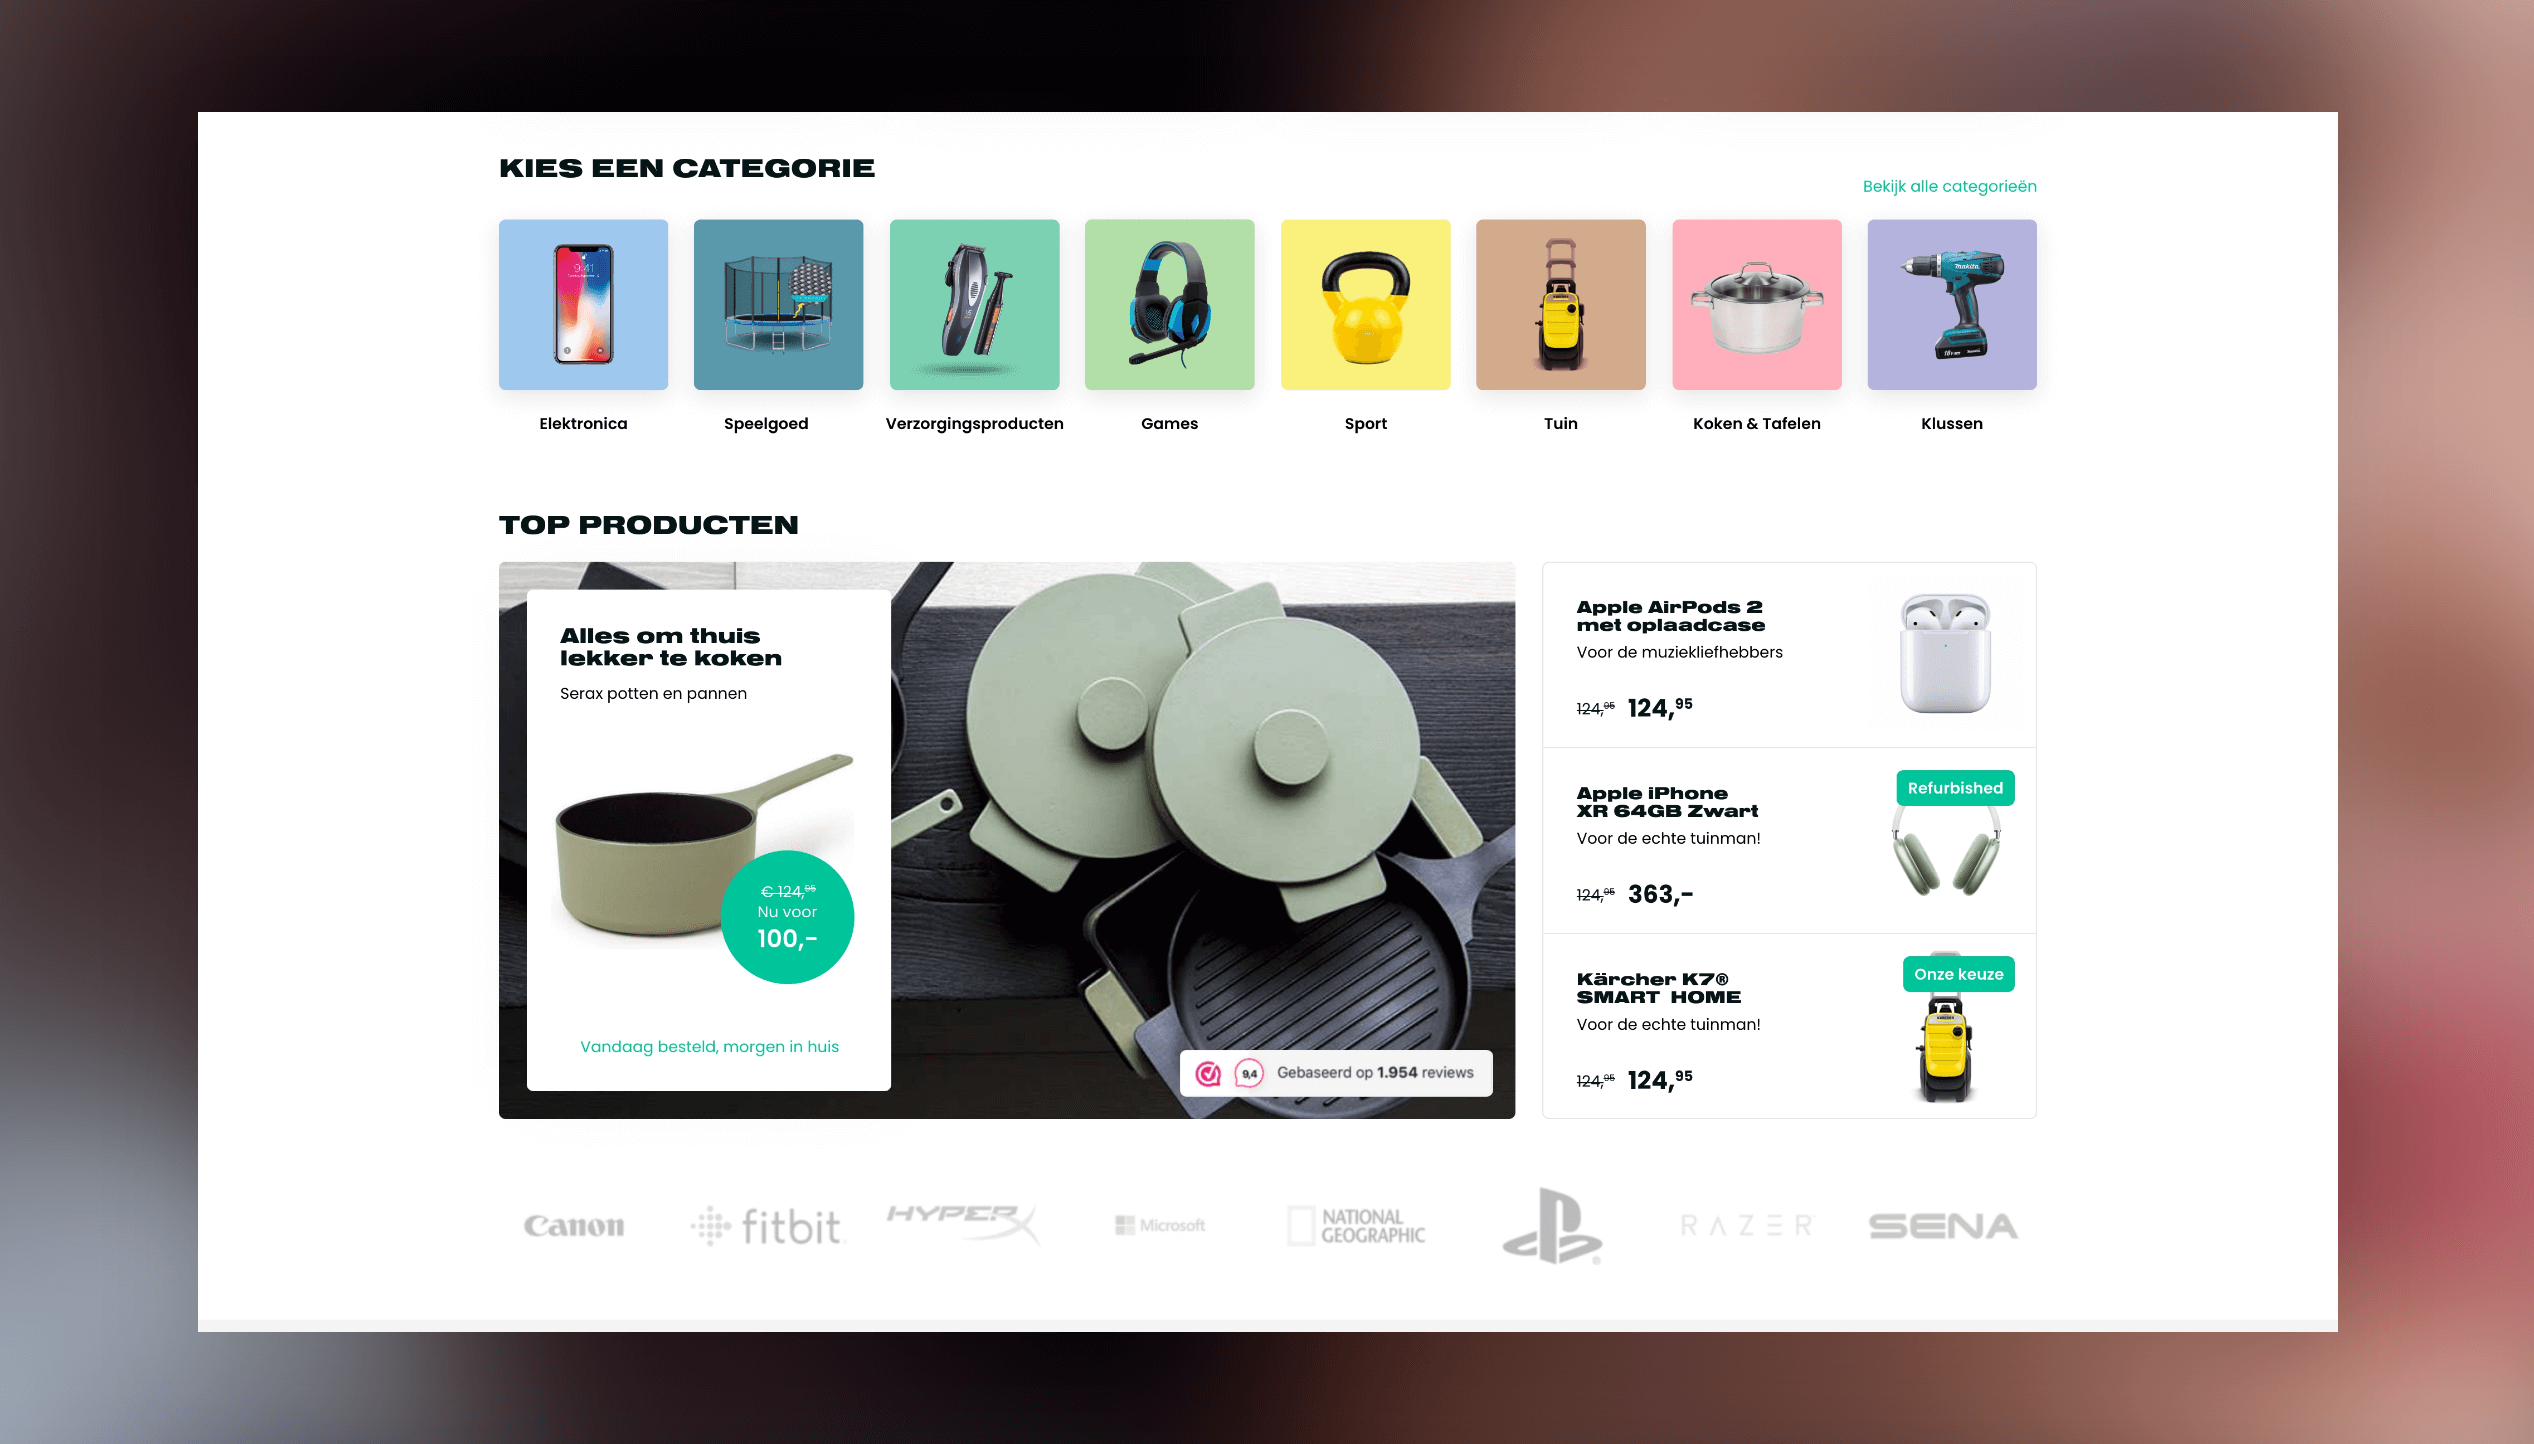 KIES EEN CATEGORIE
Bekijk alle categorieën
9:41
makita
Elektronica
Speelgoed
Verzorgingsproducten
Games
Sport
Tuin
Koken & Tafelen
Klussen
TOP PRODUCTEN
Alles om thuis
lekker te koken
Serax potten en pannen
€ 124,95
Nu voor
100,-
Vandaag besteld, morgen in huis
9,4 Gebaseerd op 1.954 reviews
Apple AirPods 2
met oplaadcase
Voor de muziekliefhebbers
124,95 124,95
Apple iPhone
XR 64GB Zwart
Voor de echte tuinman!
124,95 363,-
Refurbished
Kärcher K7®
SMART HOME
Voor de echte tuinman!
124,95 124,95
Onze keuze
Canon
fitbit
HYPERX
Microsoft
NATIONAL
GEOGRAPHIC
RAZER
SENA